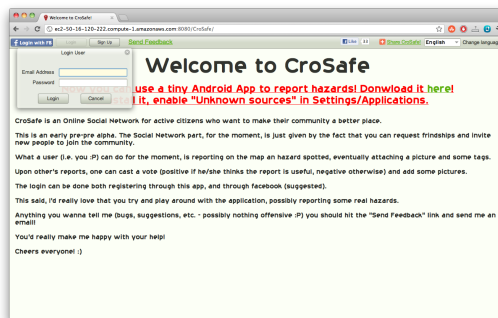 Welcome to CroSafe!
ec2-50-16-120-222.compute-1.amazonaws.com:8080/CroSafe/
Login with FB Sign Up Send Feedback Like 33 Share CroSafe! English Change language
Login User
Email Address
Password
Login Cancel
Welcome to CroSafe
use a tiny Android App to report hazards! Donwload it here!
it, enable "Unknown sources" in Settings/Applications.
CroSafe is an Online Social Network for active citizens who want to make their community a better place.
This is an early pre-pre alpha. The Social Network part, for the moment, is just given by the fact that you can request frindships and invite
new people to join the community.
What a user (i.e. you :P) can do for the moment, is reporting on the map an hazard spotted, eventually attaching a picture and some tags.
Upon other's reports, one can cast a vote (positive if he/she thinks the report is useful, negative otherwise) and add some pictures.
The login can be done both registering through this app, and through facebook (suggested).
This said, I'd really love that you try and play around with the application, possibly reporting some real hazards.
Anything you wanna tell me (bugs, suggestions, etc. - possibly nothing offensive :P) you should hit the "Send Feedback" link and send me an
email!
You'd really make me happy with your help!
Cheers everyone! :)